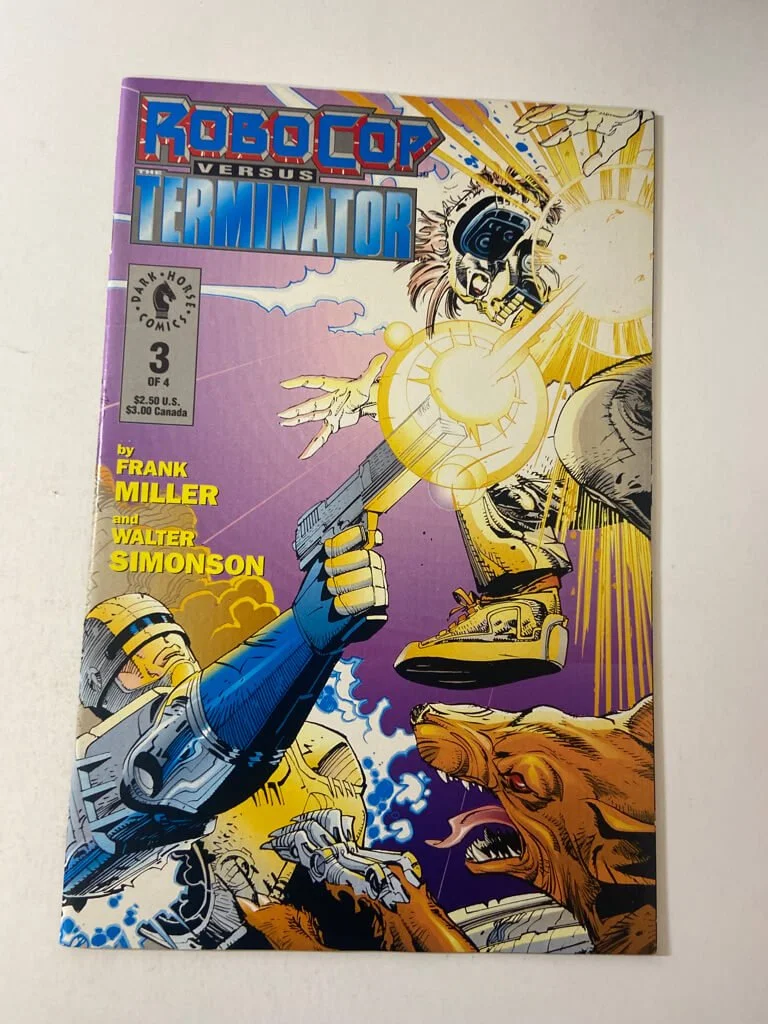 ROBOCOP
VERSUS
THE
TERMINATOR
DARK • HORSE
COMICS
3
OF 4
$2.50 U.S.
$3.00 Canada
by
FRANK
MILLER
and
WALTER
SIMONSON